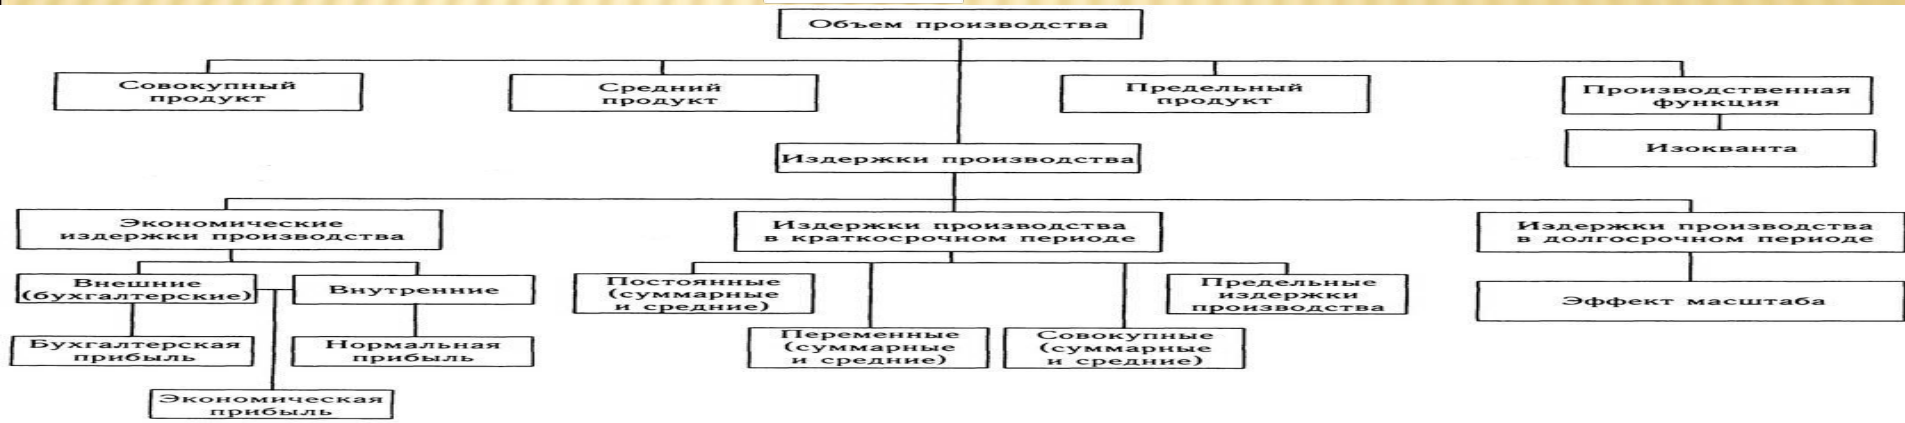 Объем производства
Совокупный
продукт
Средний
продукт
Предельный
продукт
Производственная
функция
Изокванта
Издержки производства
Экономические
издержки производства
Издержки производства
в краткосрочном периоде
Издержки производства
в долгосрочном периоде
Внешние
(бухгалтерские)
Внутренние
Постоянные
(суммарные
и средние)
Предельные
издержки
производства
Эффект масштаба
Бухгалтерская
прибыль
Нормальная
прибыль
Переменные
(суммарные
и средние)
Совокупные
(суммарные
и средние)
Экономическая
прибыль